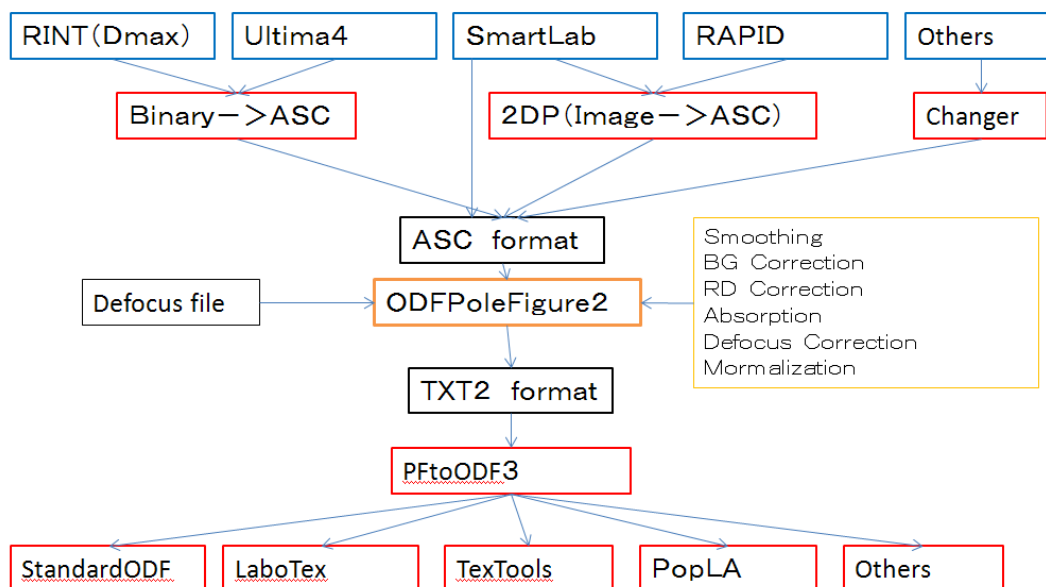 RINT(Dmax)
Ultima4
SmartLab
RAPID
Others
Binary->ASC
2DP(Image->ASC)
Changer
ASC format
Smoothing
BG Correction
RD Correction
Absorption
Defocus Correction
Mormalization
Defocus file
ODFPoleFigure2
TXT2 format
PFtoODF3
StandardODF
LaboTex
TexTools
PopLA
Others